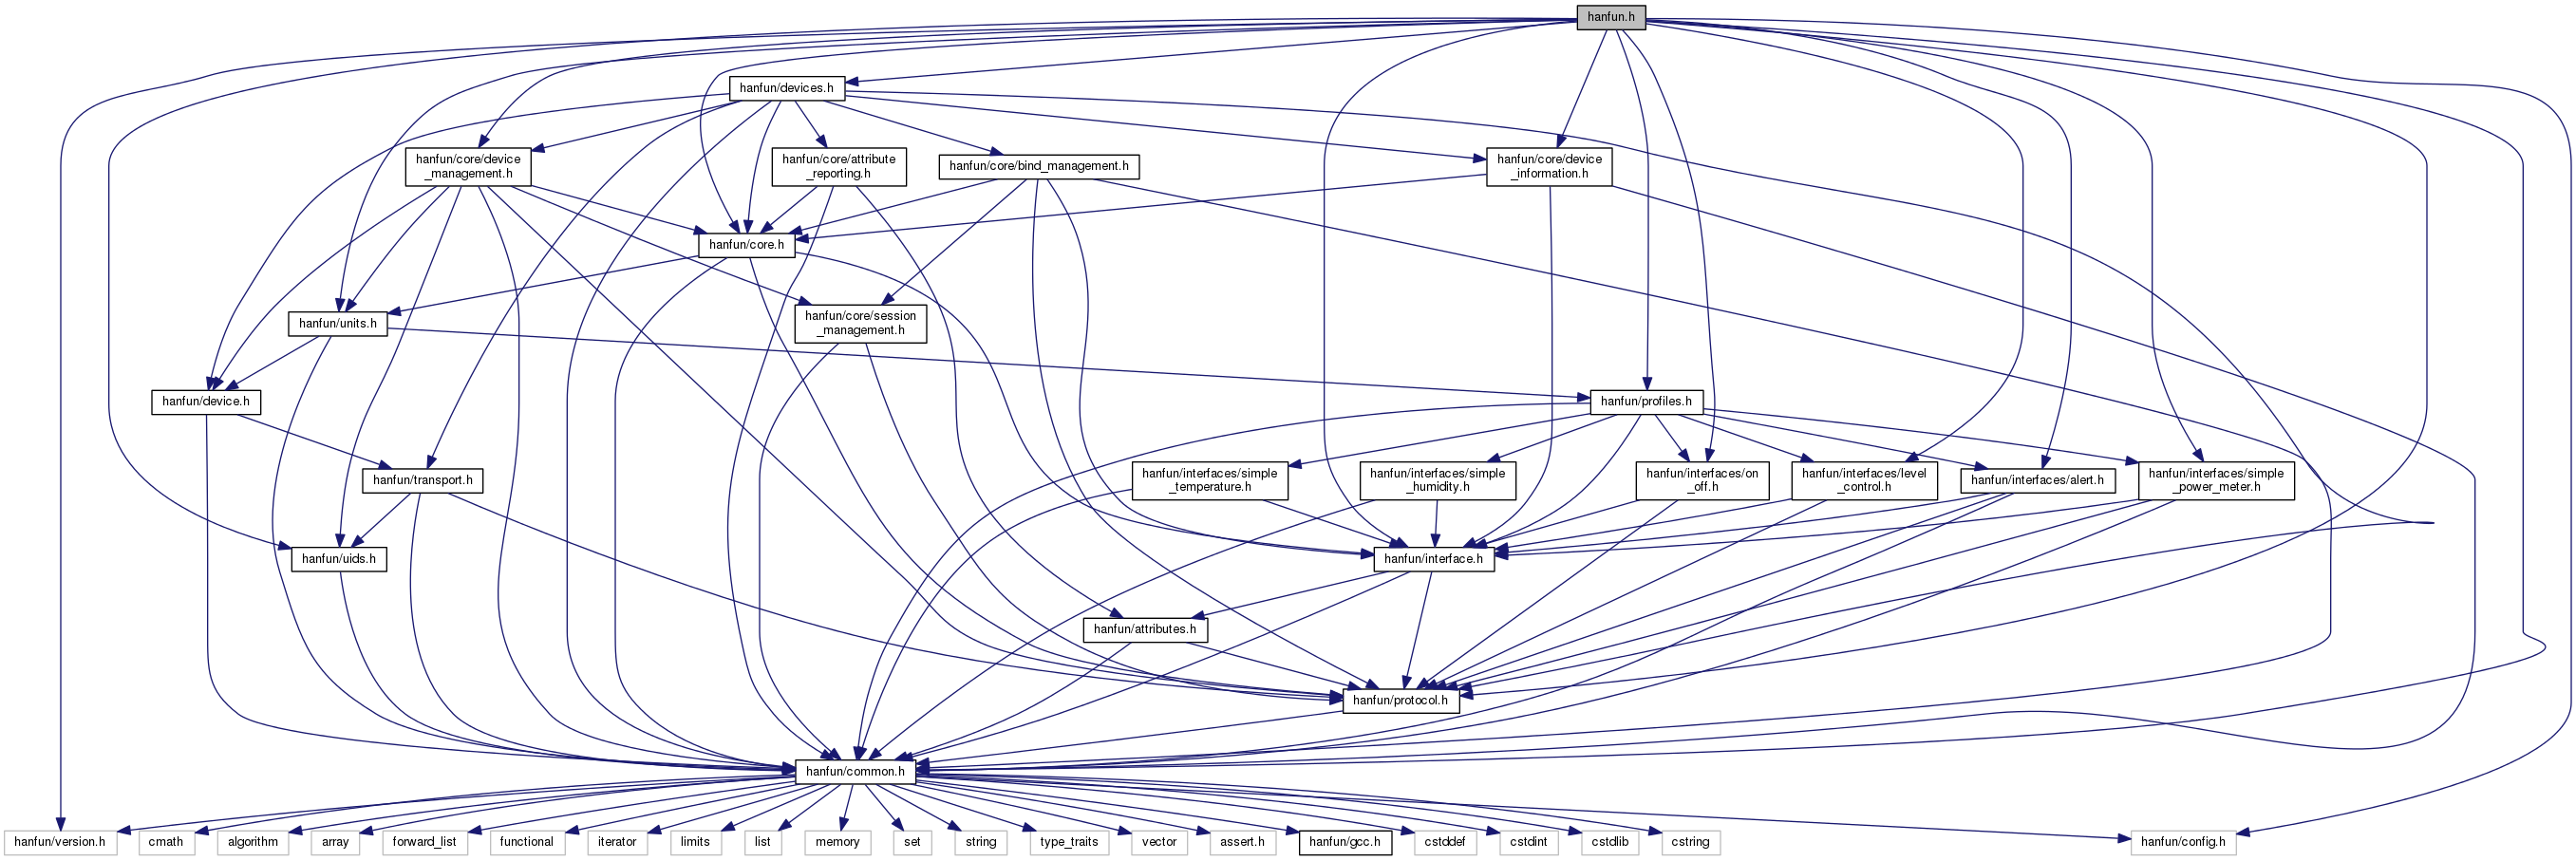 hanfun.h
hanfun/devices.h
hanfun/core/device
_management.h
hanfun/core/attribute
_reporting.h
hanfun/core/bind_management.h
hanfun/core/device
_information.h
hanfun/core.h
hanfun/units.h
hanfun/core/session
_management.h
hanfun/device.h
hanfun/profiles.h
hanfun/transport.h
hanfun/interfaces/simple
_temperature.h
hanfun/interfaces/simple
_humidity.h
hanfun/interfaces/on
_off.h
hanfun/interfaces/level
_control.h
hanfun/interfaces/alert.h
hanfun/interfaces/simple
_power_meter.h
hanfun/uids.h
hanfun/interface.h
hanfun/attributes.h
hanfun/protocol.h
hanfun/common.h
hanfun/version.h
cmath
algorithm
array
forward_list
functional
iterator
limits
list
memory
set
string
type_traits
vector
assert.h
hanfun/gcc.h
cstddef
cstdint
cstdlib
cstring
hanfun/config.h